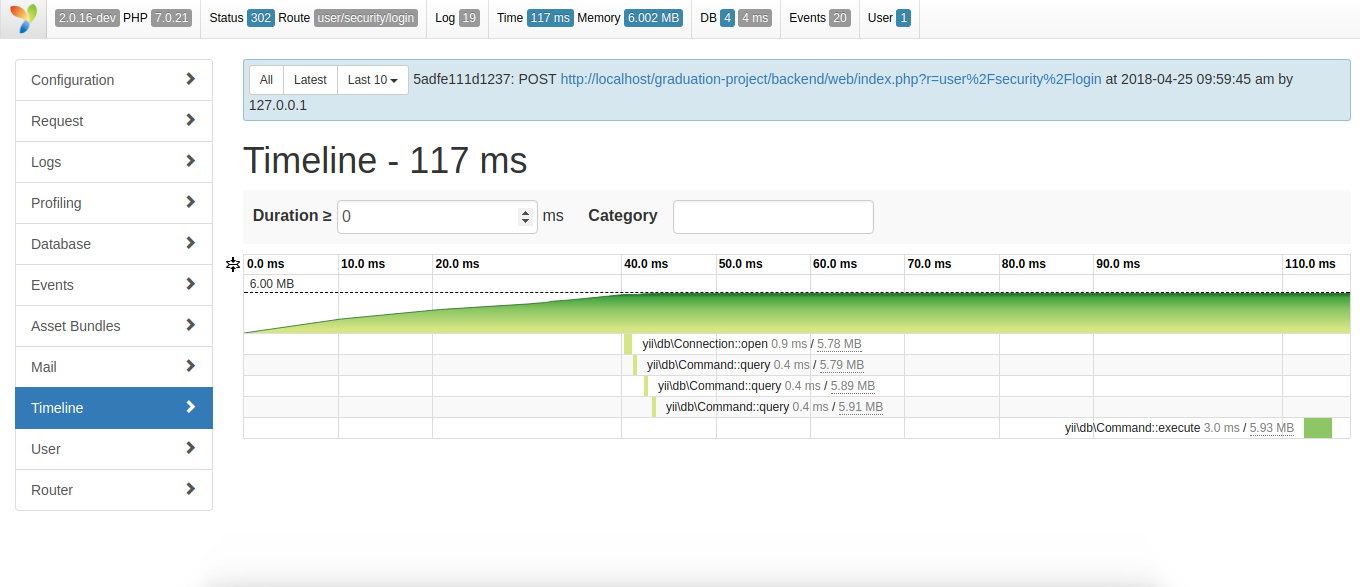 2.0.16-dev PHP 7.0.21 Status 302 Route user/security/login Log 19 Time 117 ms Memory 6.002 MB DB 4 4 ms Events 20 User 1
Configuration
Request
Logs
Profiling
Database
Events
Asset Bundles
Mail
Timeline
User
Router
All Latest Last 10 5adfe111d1237: POST http://localhost/graduation-project/backend/web/index.php?r=user%2Fsecurity%2Flogin at 2018-04-25 09:59:45 am by
127.0.0.1
Timeline - 117 ms
Duration ≥ 0 ms Category
0.0 ms 10.0 ms 20.0 ms 40.0 ms 50.0 ms 60.0 ms 70.0 ms 80.0 ms 90.0 ms 110.0 ms
6.00 MB
yii\db\Connection::open 0.9 ms / 5.78 MB
yii\db\Command::query 0.4 ms / 5.79 MB
yii\db\Command::query 0.4 ms / 5.89 MB
yii\db\Command::query 0.4 ms / 5.91 MB
yii\db\Command::execute 3.0 ms / 5.93 MB